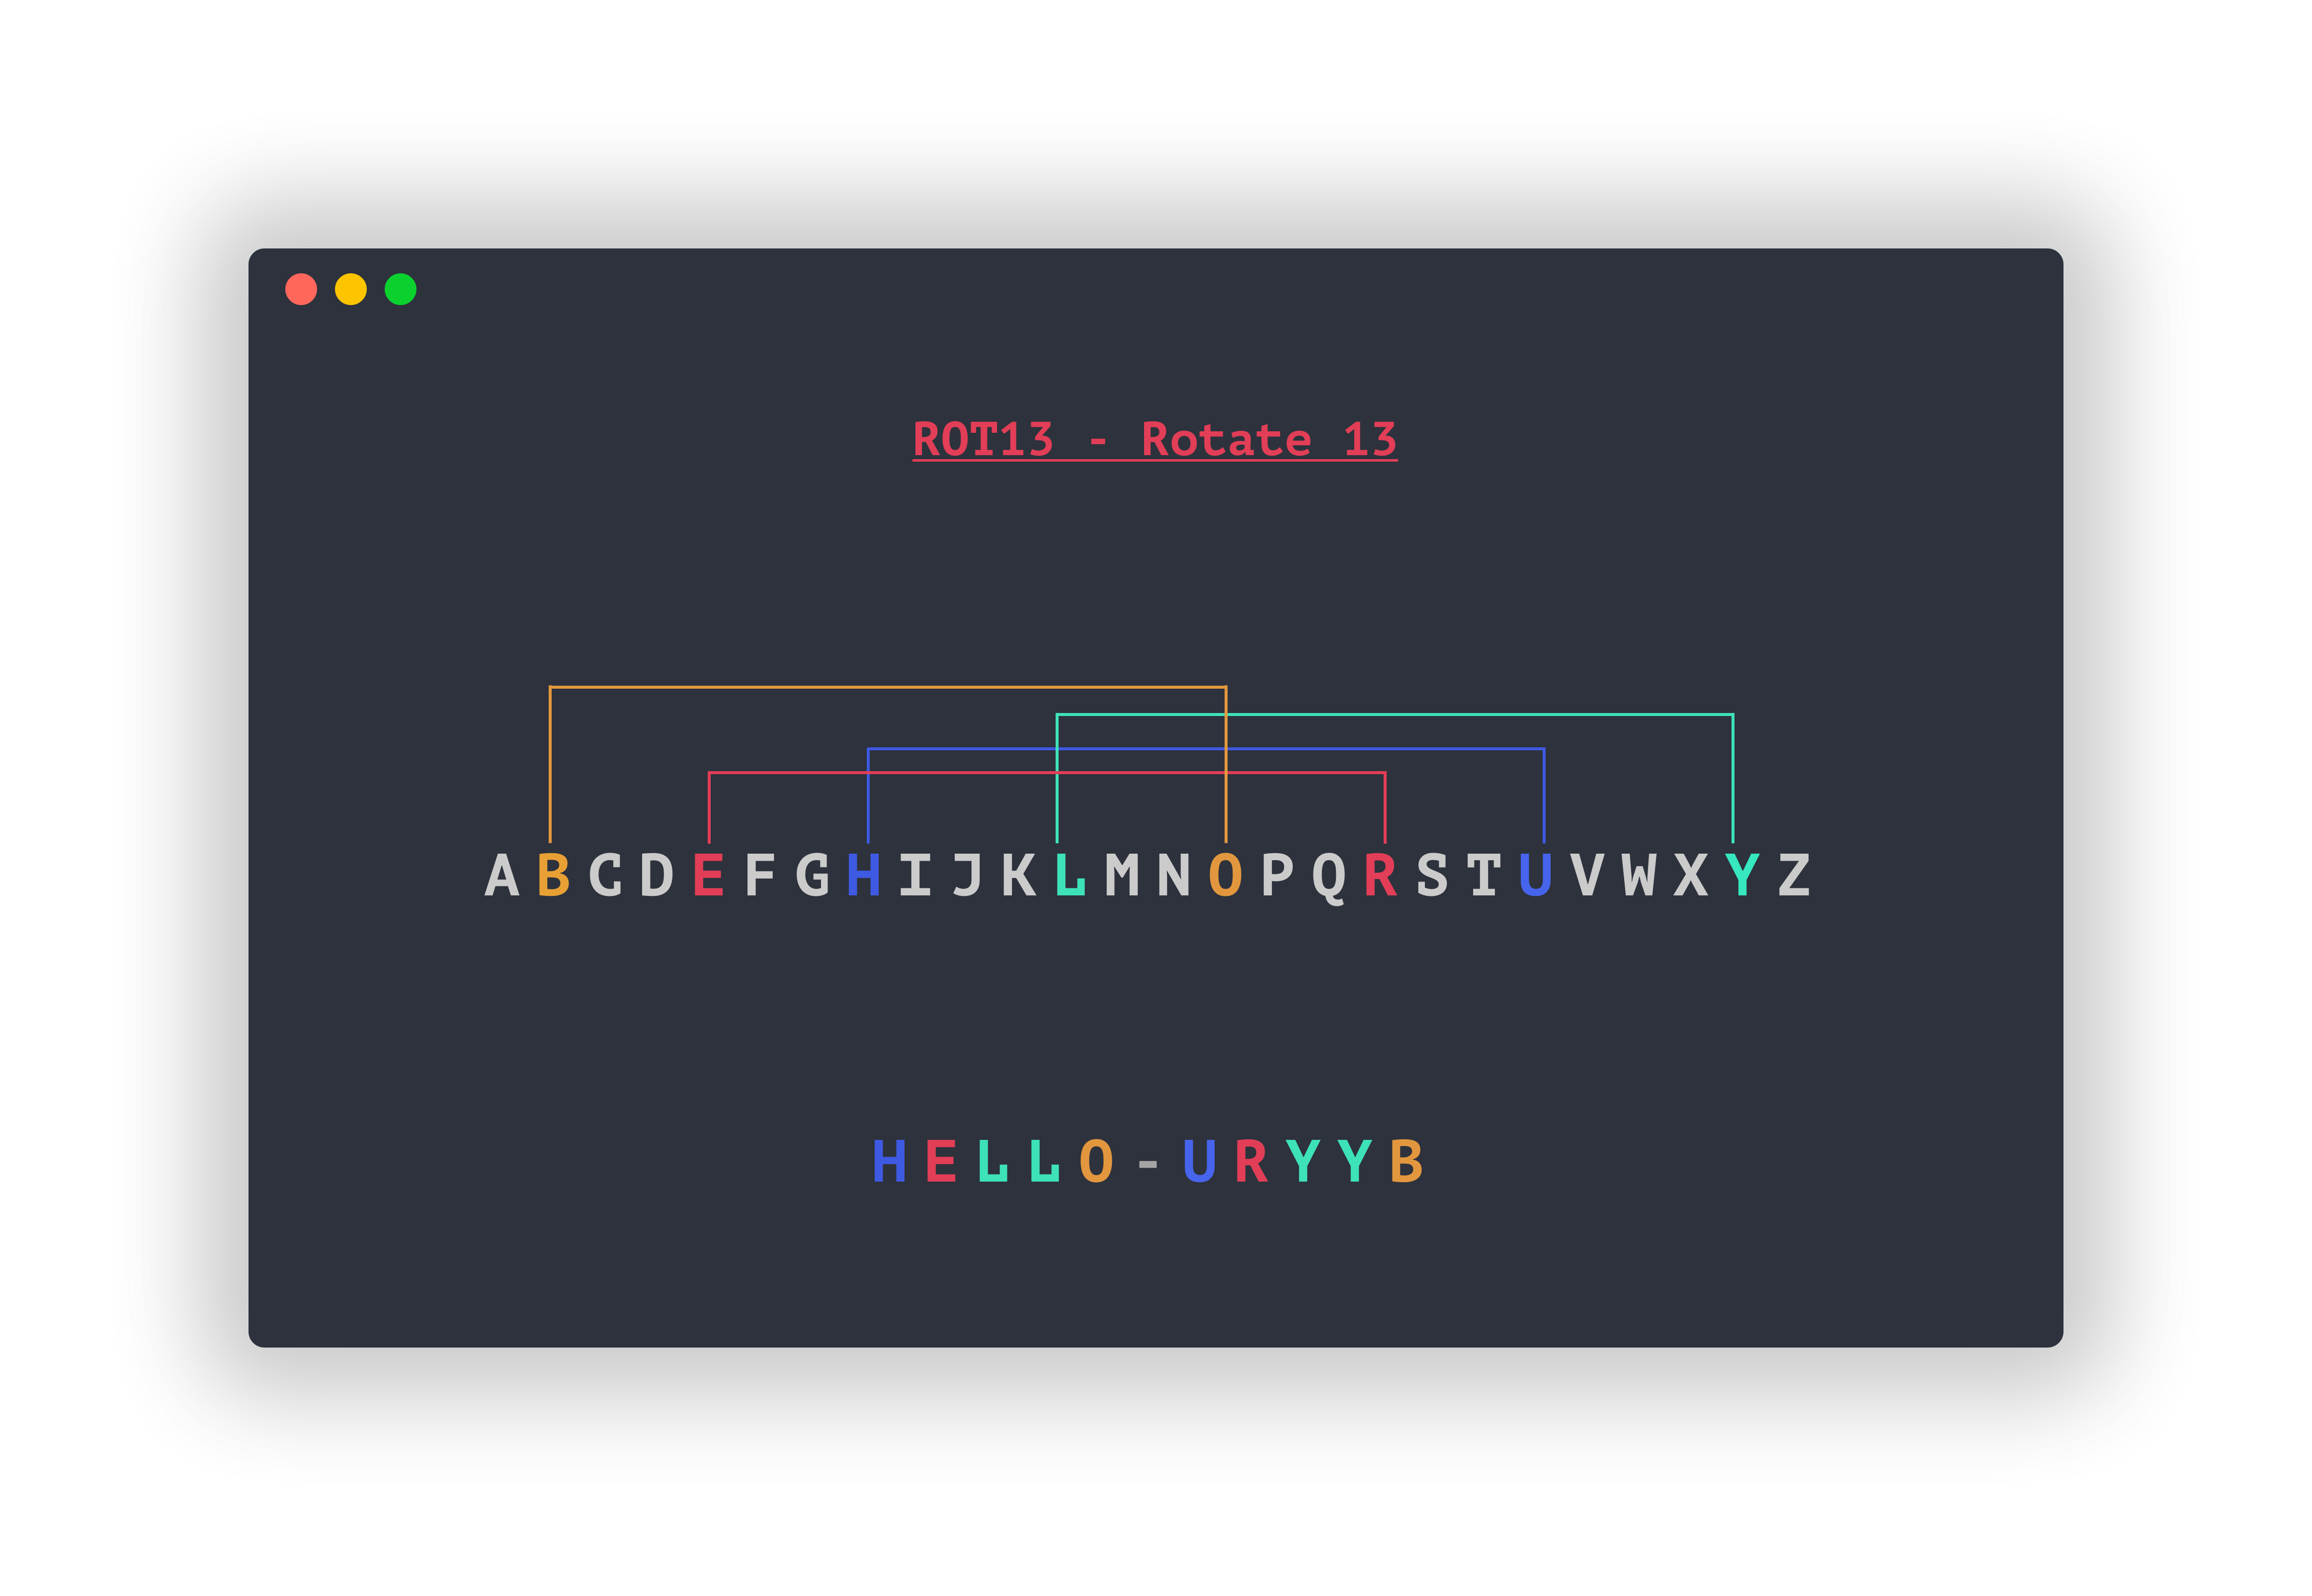 ROT13 - Rotate 13
A B C D E F G H I J K L M N O P Q R S T U V W X Y Z
H E L L O - U R Y Y B